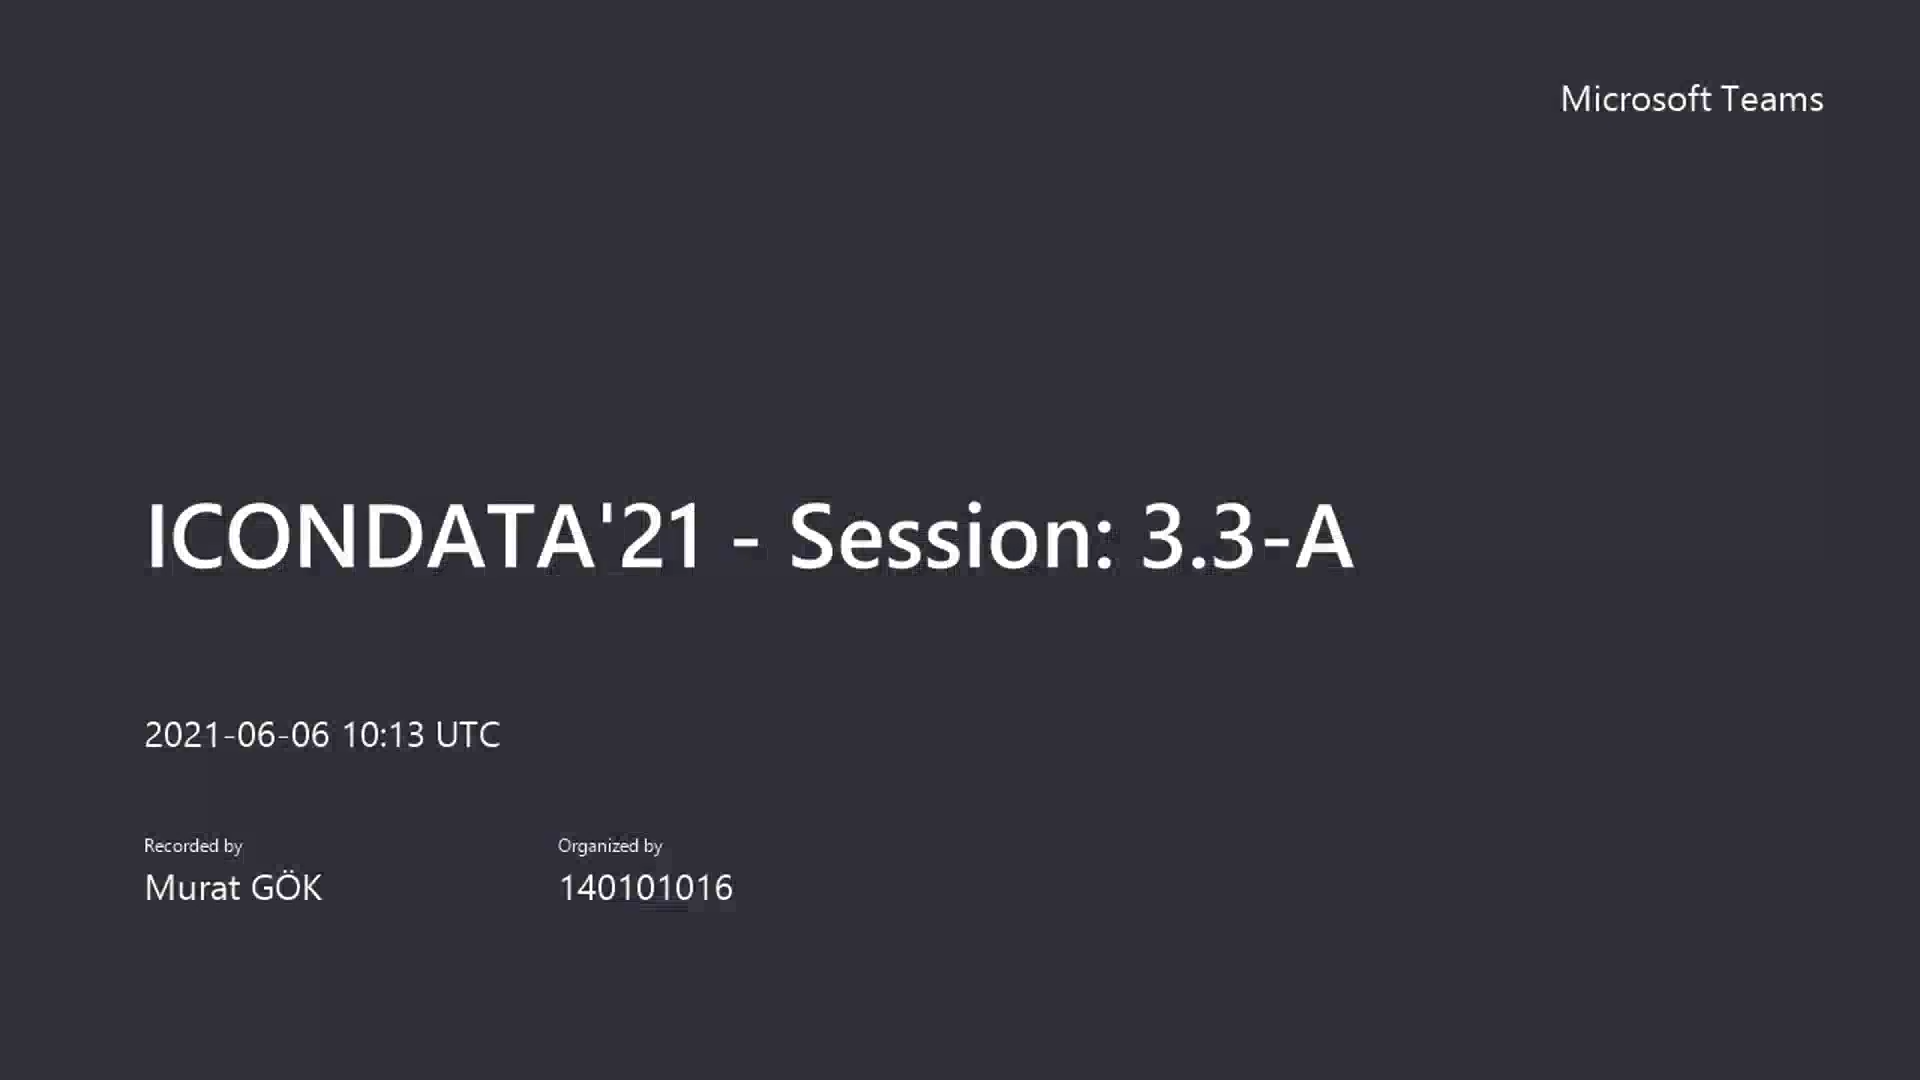 Microsoft Teams
ICONDATA'21 - Session: 3.3-A
2021-06-06 10:13 UTC
Recorded by
Organized by
Murat GÖK
140101016